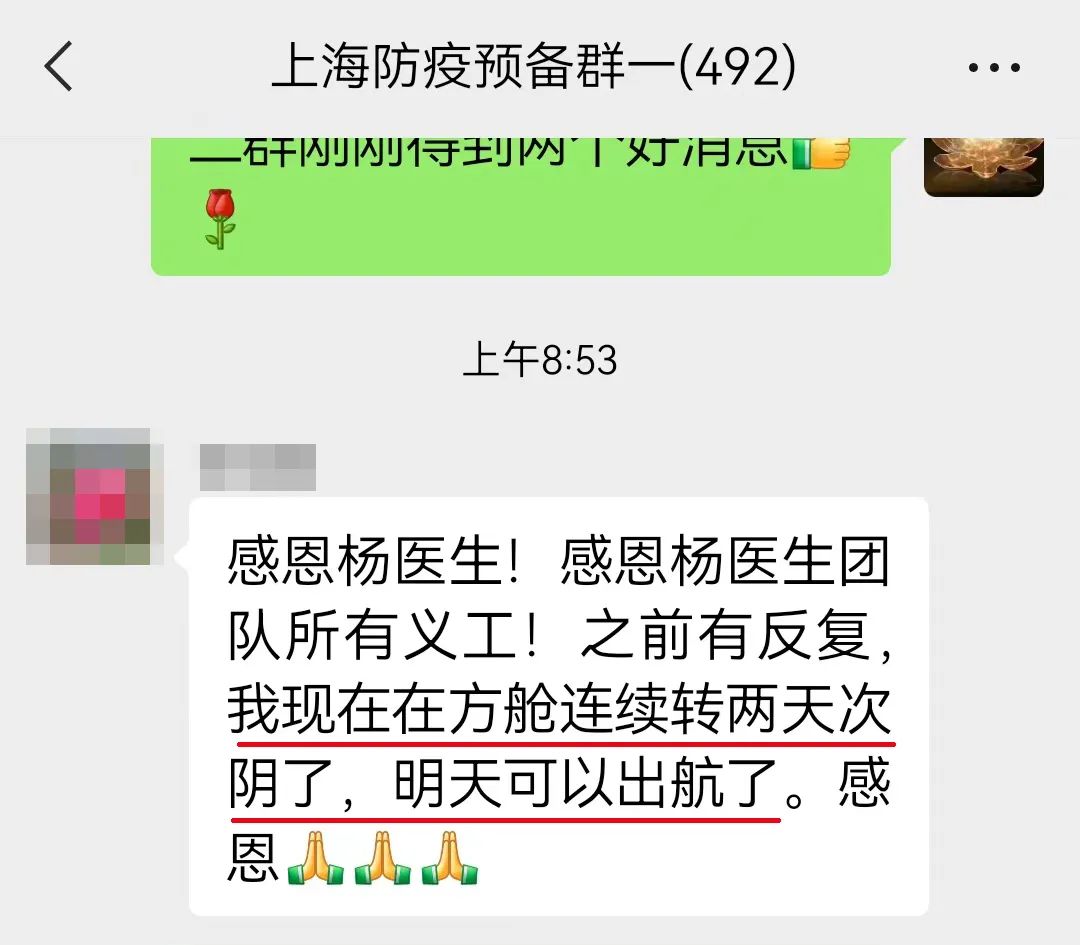 上海防疫预备群一(492)
二群刚刚得到两个好消息👍
🌹
上午8:53
感恩杨医生！感恩杨医生团
队所有义工！之前有反复，
我现在在方舱连续转两天次
阴了，明天可以出航了。感
恩🙏🙏🙏